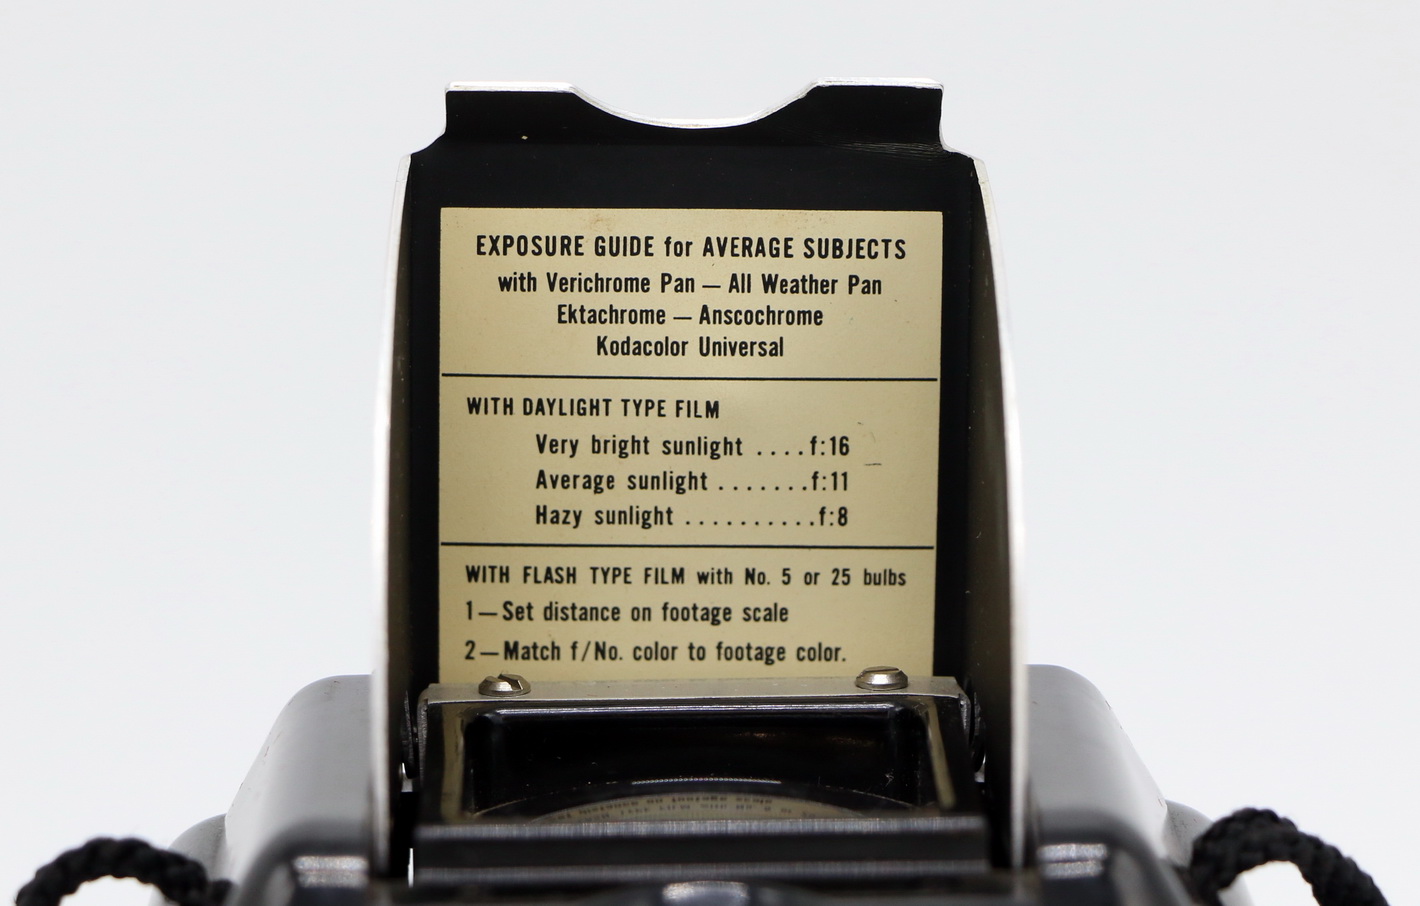 EXPOSURE GUIDE for AVERAGE SUBJECTS
with Verichrome Pan — All Weather Pan
Ektachrome — Anscochrome
Kodacolor Universal
WITH DAYLIGHT TYPE FILM
Very bright sunlight ....f:16
Average sunlight .......f:11
Hazy sunlight ..........f:8
WITH FLASH TYPE FILM with No. 5 or 25 bulbs
1—Set distance on footage scale
2—Match f/No. color to footage color.